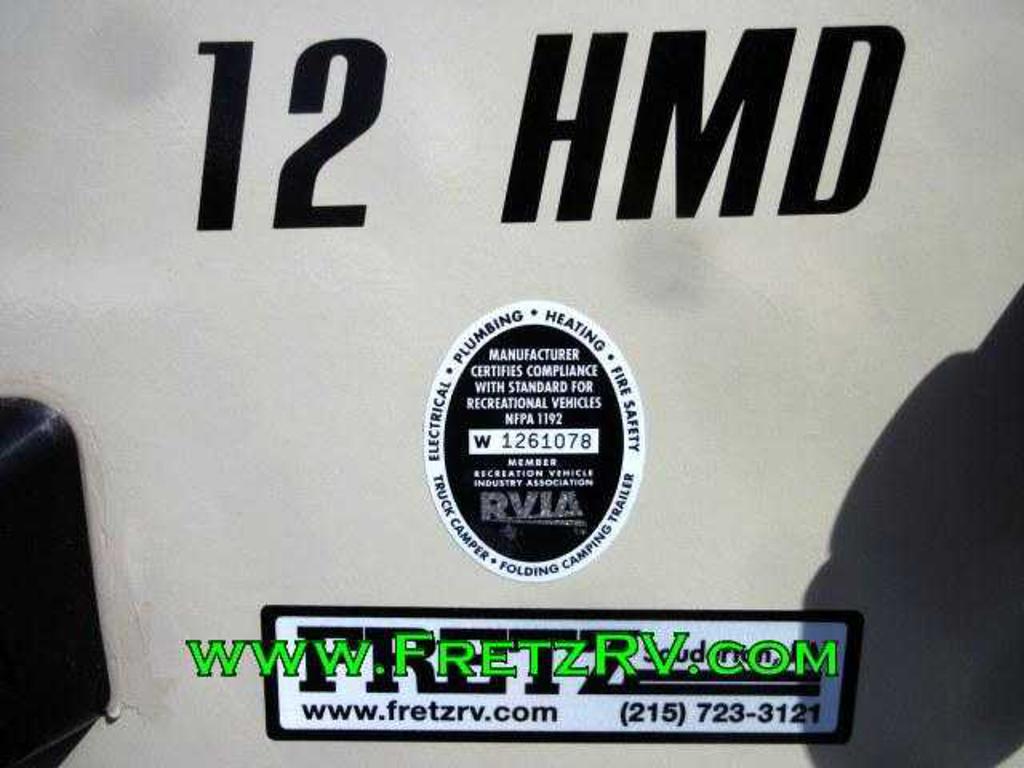 12 HMD
ELECTRICAL • PLUMBING • HEATING • FIRE SAFETY
MANUFACTURER
CERTIFIES COMPLIANCE
WITH STANDARD FOR
RECREATIONAL VEHICLES
NFPA 1192
W 1261078
MEMBER
RECREATION VEHICLE
INDUSTRY ASSOCIATION
RVIA
TRUCK CAMPER • FOLDING CAMPING TRAILER
FRETZ
www.FretzRV.com
www.fretzrv.com (215) 723-3121